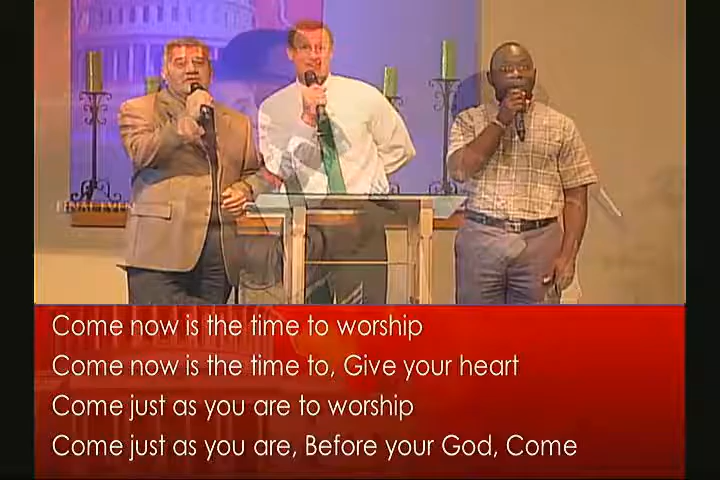 Come now is the time to worship
Come now is the time to, Give your heart
Come just as you are to worship
Come just as you are, Before your God, Come